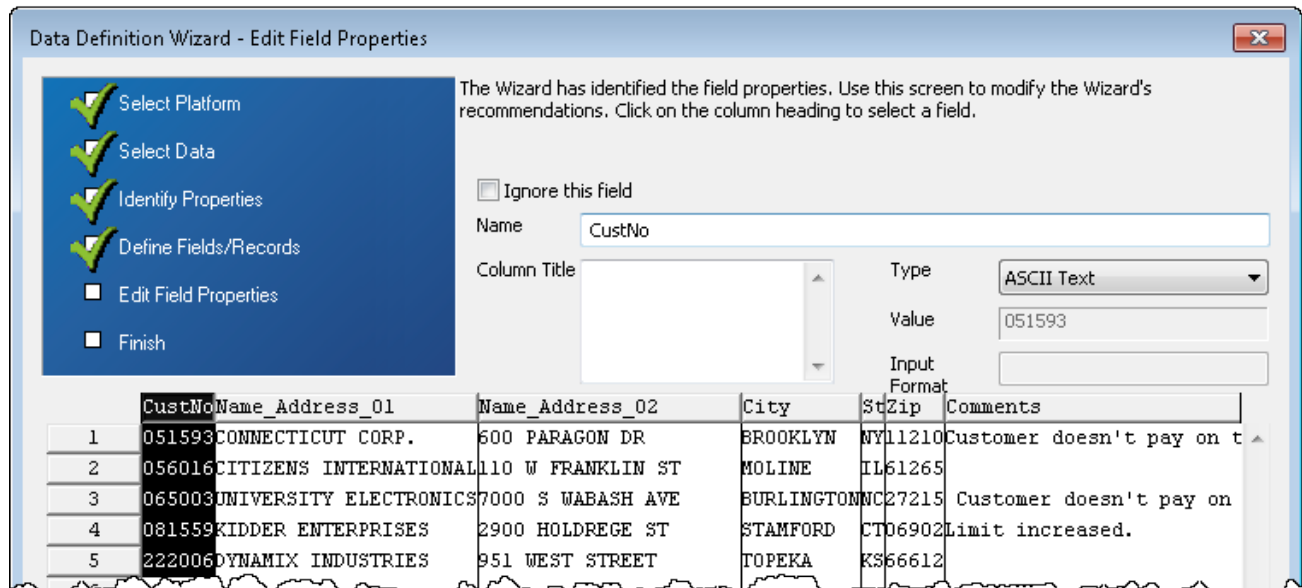 Data Definition Wizard - Edit Field Properties
Select Platform
Select Data
Identify Properties
Define Fields/Records
Edit Field Properties
Finish
The Wizard has identified the field properties. Use this screen to modify the Wizard's
recommendations. Click on the column heading to select a field.
Ignore this field
Name CustNo
Column Title
Type ASCII Text
Value 051593
Input
Format
CustNo Name_Address_01 Name_Address_02 City St Zip Comments
1 051593 CONNECTICUT CORP. 600 PARAGON DR BROOKLYN NY 11210 Customer doesn't pay on t
2 056016 CITIZENS INTERNATIONAL 110 W FRANKLIN ST MOLINE IL 61265
3 065003 UNIVERSITY ELECTRONICS 7000 S WABASH AVE BURLINGTON NC 27215 Customer doesn't pay on
4 081559 KIDDER ENTERPRISES 2900 HOLDREGE ST STAMFORD CT 06902 Limit increased.
5 222006 DYNAMIX INDUSTRIES 951 WEST STREET TOPEKA KS 66612